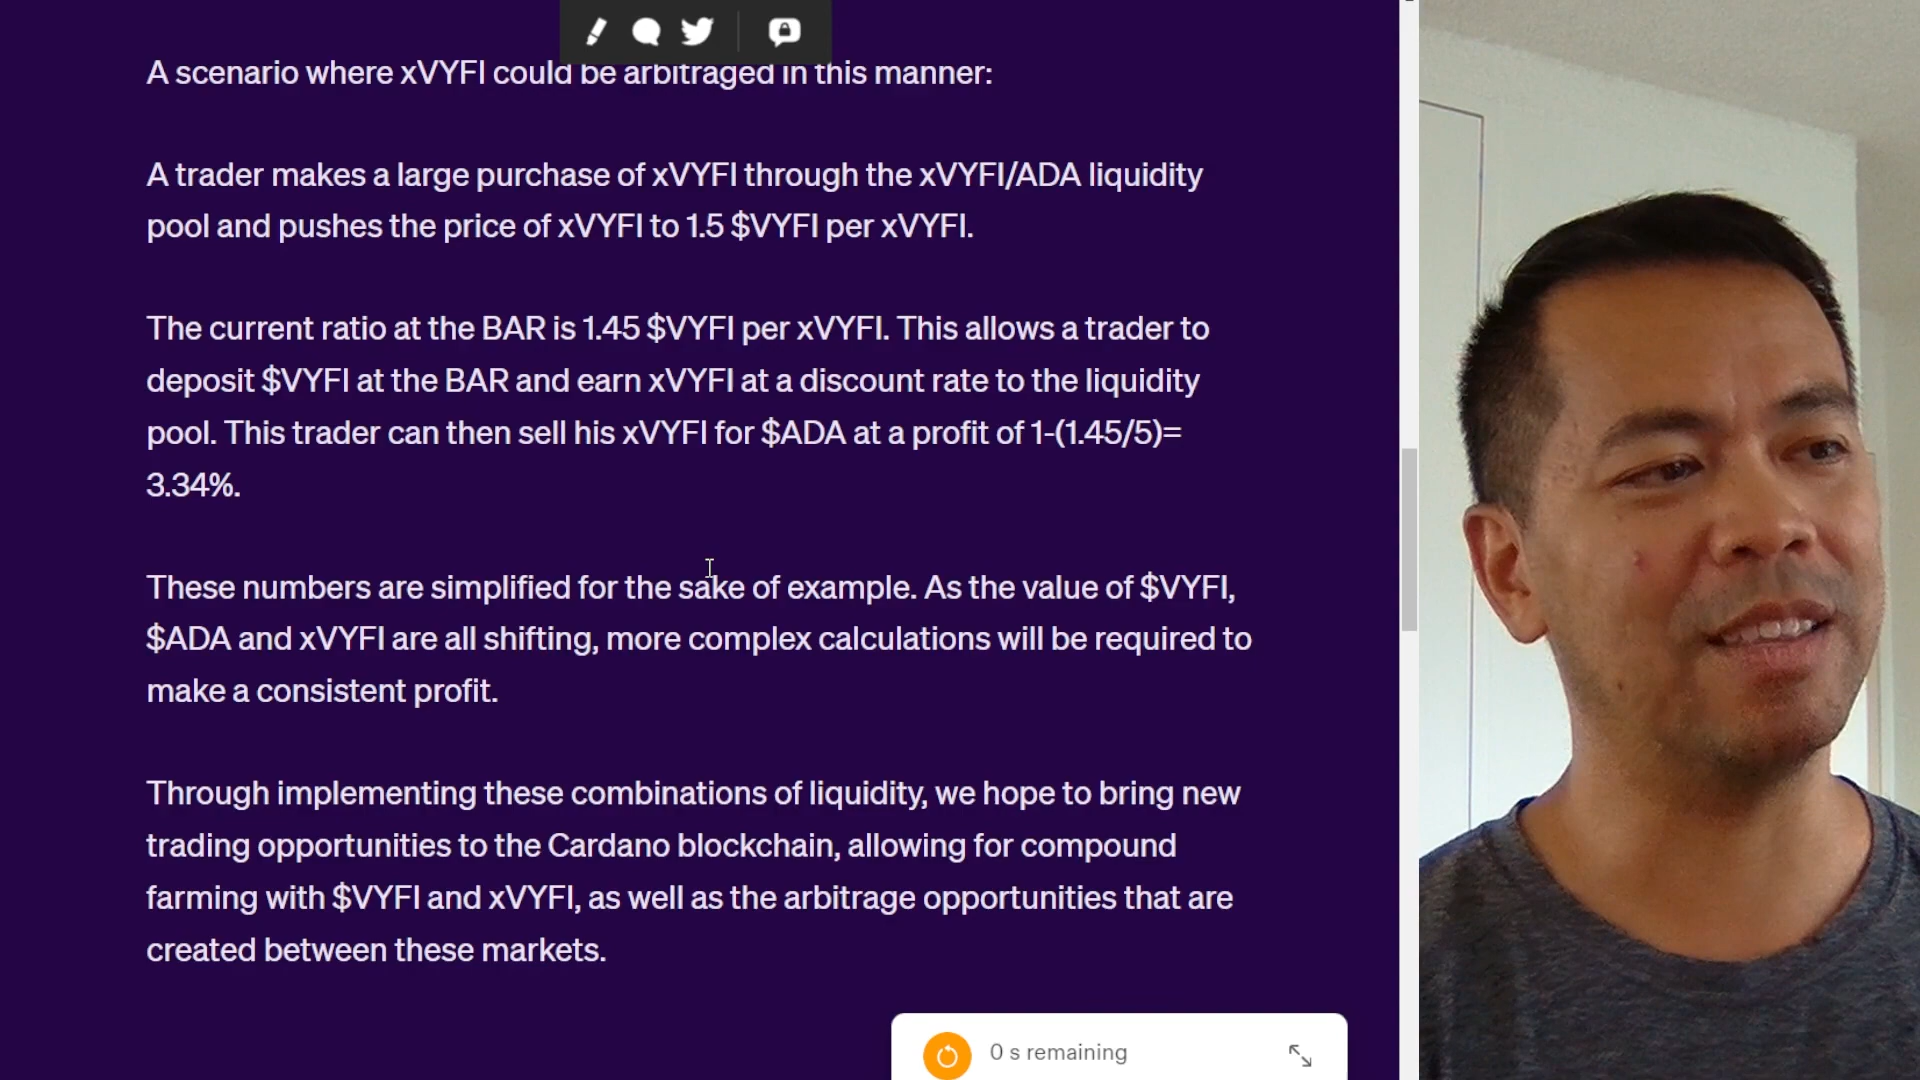 A scenario where xVYFI could be arbitraged in this manner:
A trader makes a large purchase of xVYFI through the xVYFI/ADA liquidity
pool and pushes the price of xVYFI to 1.5 $VYFI per xVYFI.
The current ratio at the BAR is 1.45 $VYFI per xVYFI. This allows a trader to
deposit $VYFI at the BAR and earn xVYFI at a discount rate to the liquidity
pool. This trader can then sell his xVYFI for $ADA at a profit of 1-(1.45/5)=
3.34%.
These numbers are simplified for the sake of example. As the value of $VYFI,
$ADA and xVYFI are all shifting, more complex calculations will be required to
make a consistent profit.
Through implementing these combinations of liquidity, we hope to bring new
trading opportunities to the Cardano blockchain, allowing for compound
farming with $VYFI and xVYFI, as well as the arbitrage opportunities that are
created between these markets.
0 s remaining